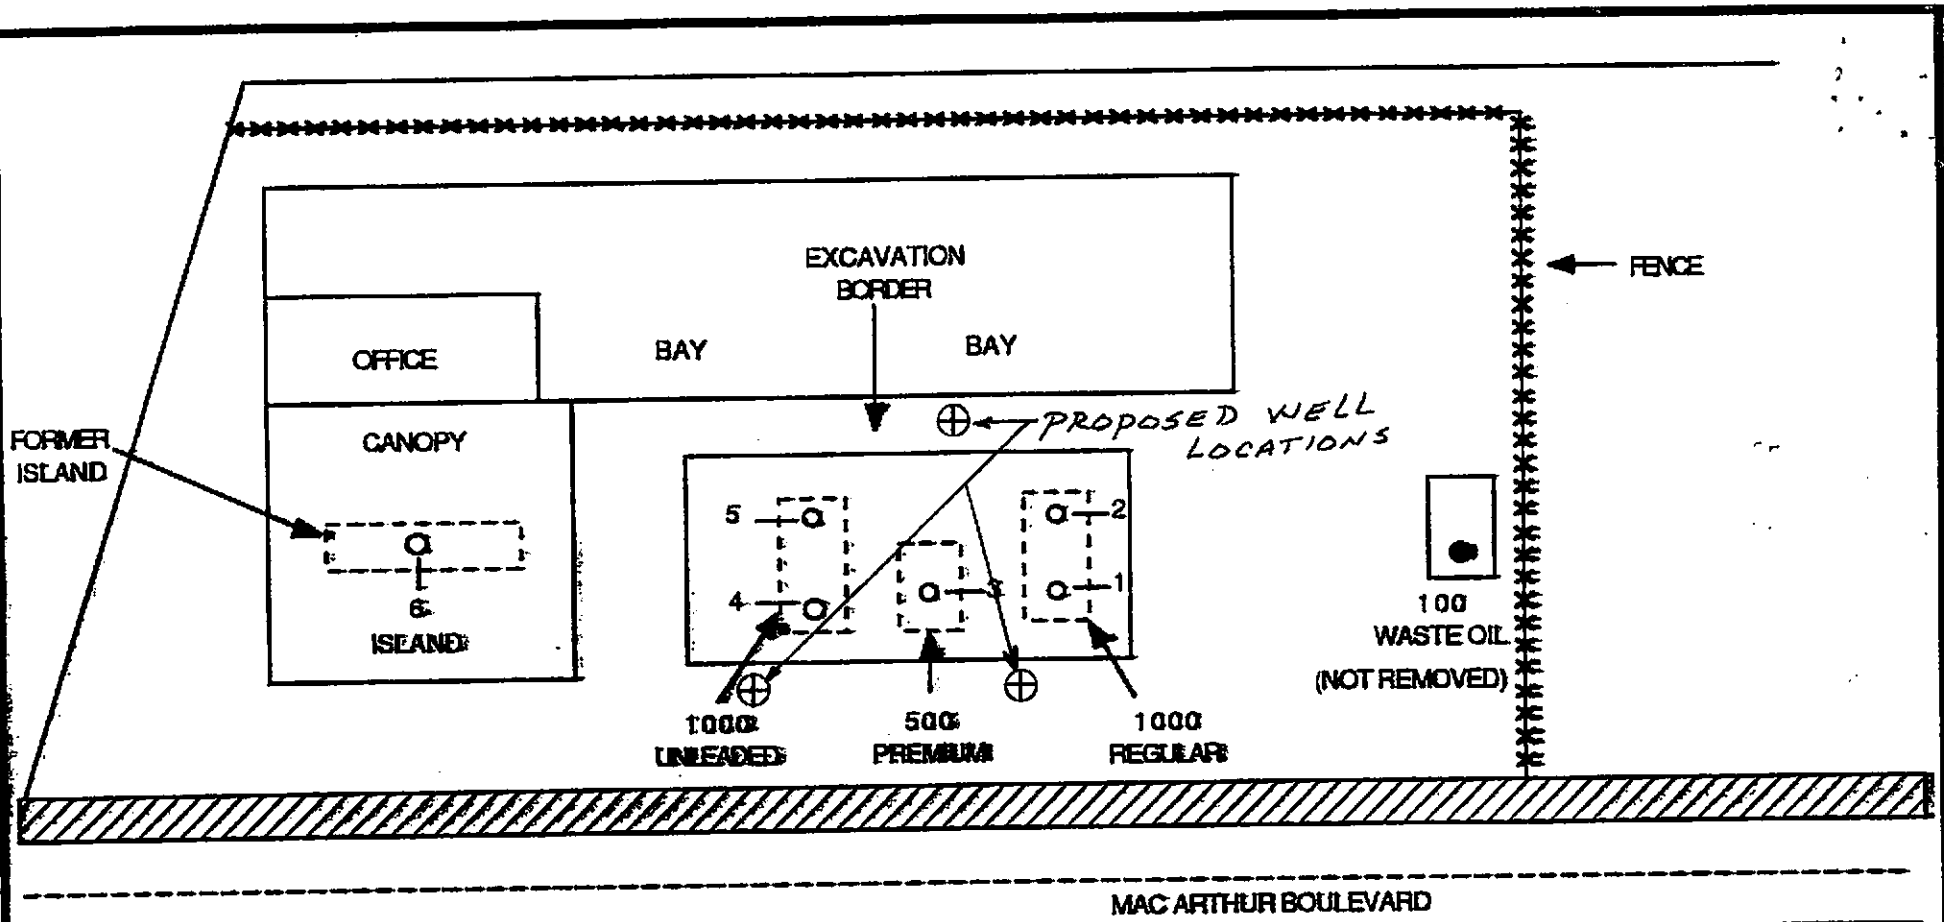 EXCAVATION
BORDER
FENCE
OFFICE
BAY
BAY
PROPOSED WELL
LOCATIONS
FORMER
ISLAND
CANOPY
5
2
4
3
1
6
ISLAND
100
WASTE OIL
(NOT REMOVED)
1000
UNLEADED
500
PREMIUM
1000
REGULAR
MAC ARTHUR BOULEVARD